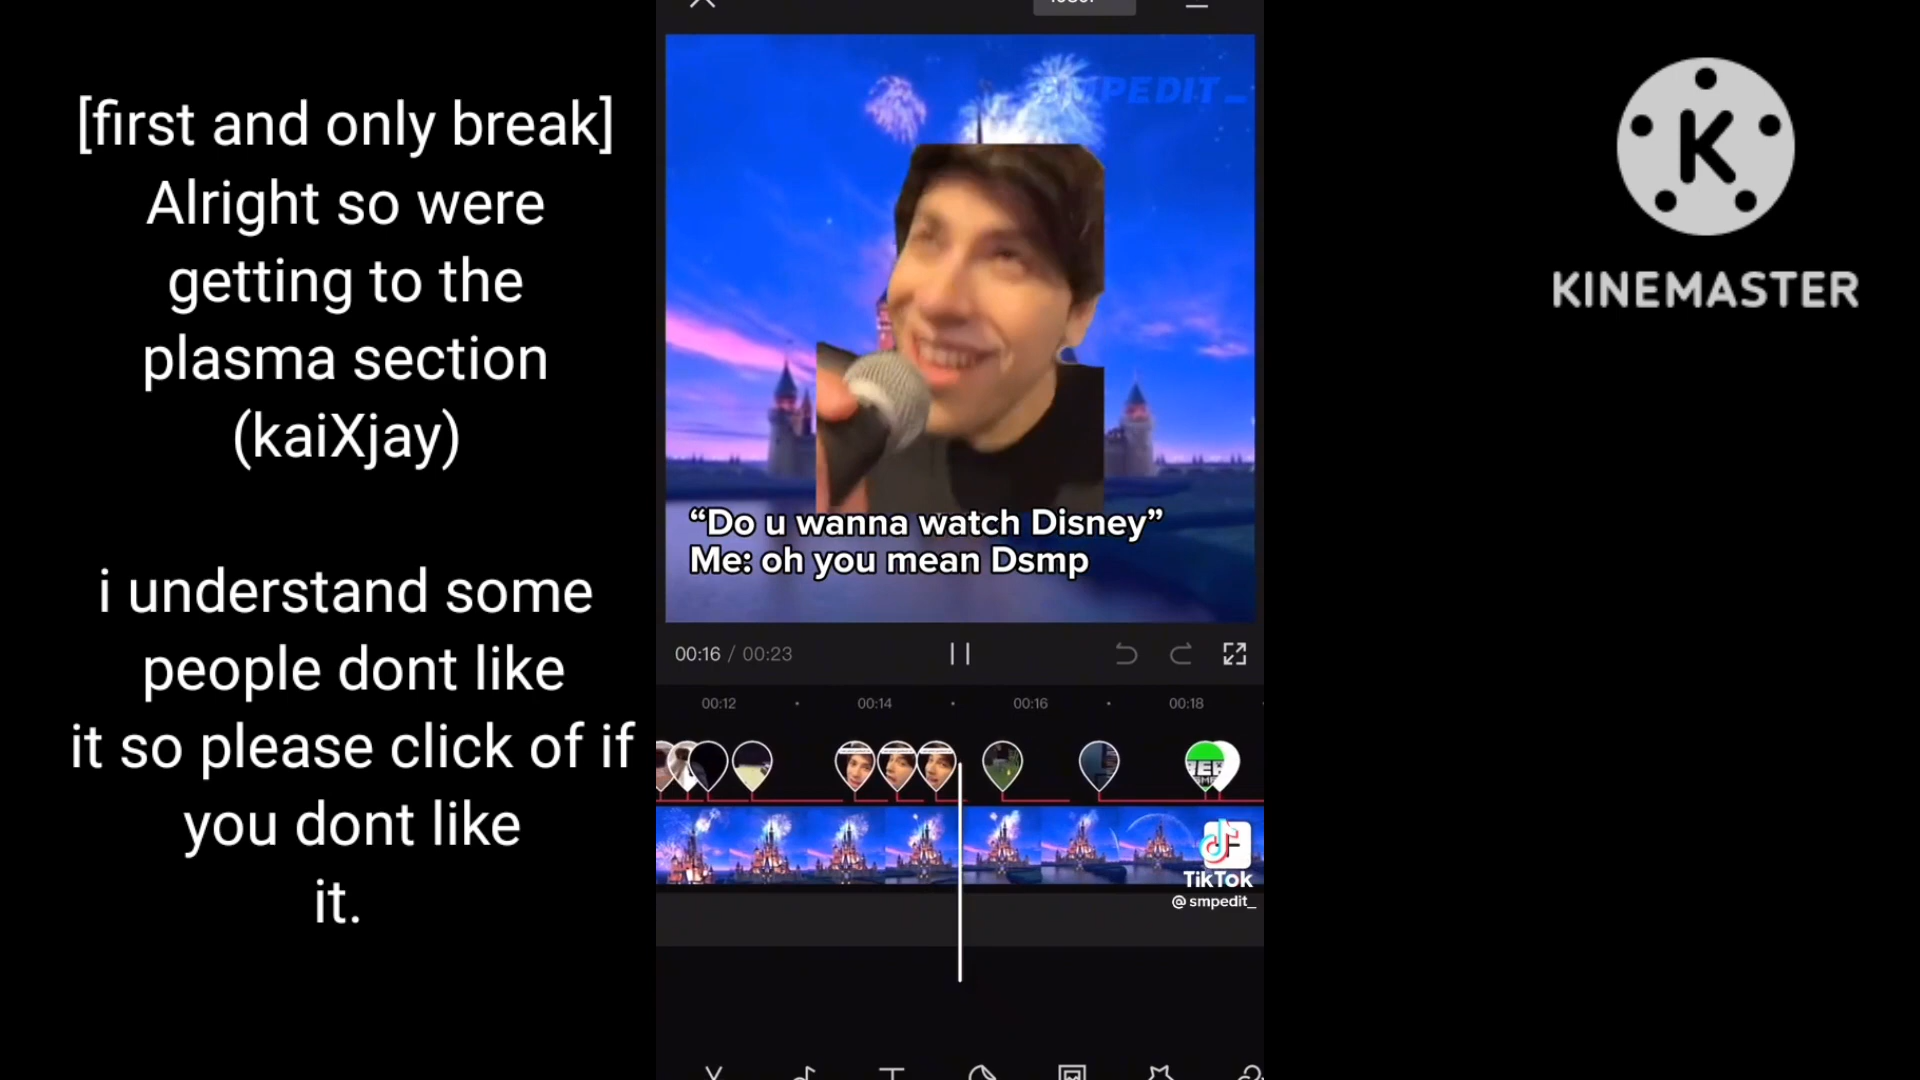 [first and only break]
Alright so were
getting to the
plasma section
(kaiXjay)
i understand some
people dont like
it so please click of if
you dont like
it.
“Do u wanna watch Disney”
Me: oh you mean Dsmp
00:16 / 00:23
00:12
00:14
00:16
00:18
TikTok
@ smpedit_
K
KINEMASTER